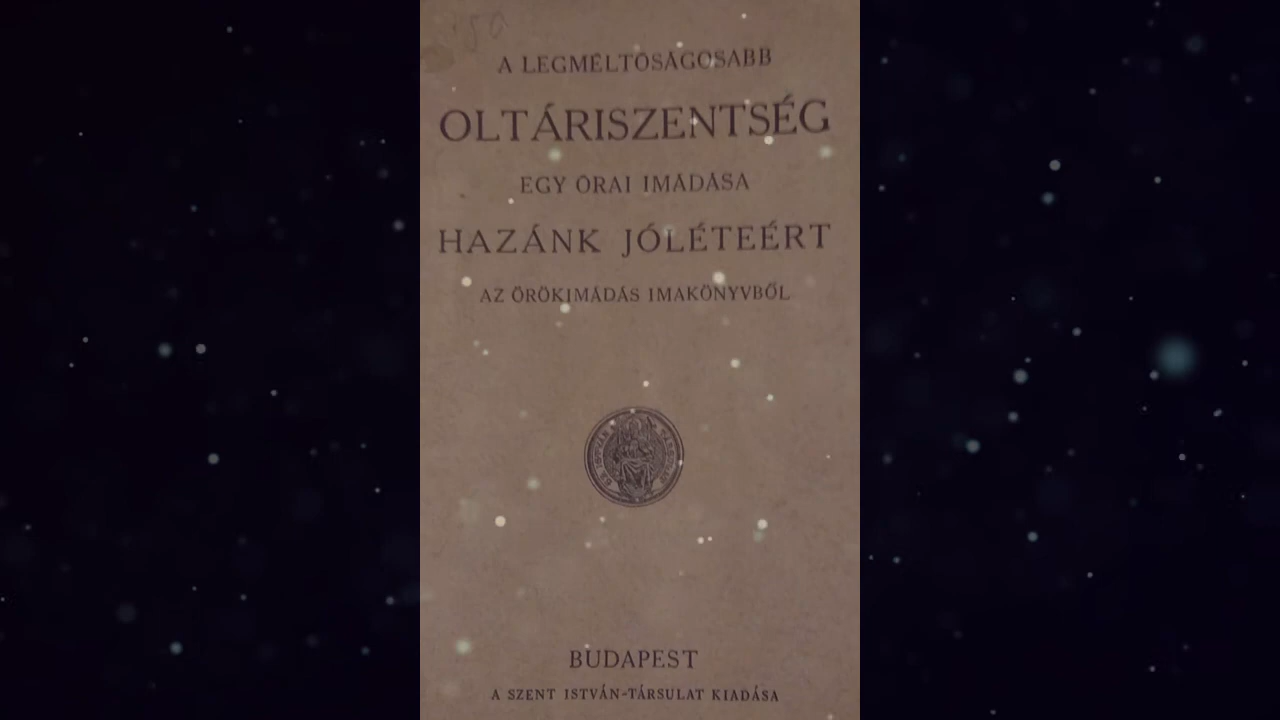 A LEGMÉLTÓSÁGOSABB
OLTÁRISZENTSÉG
EGY ÓRAI IMÁDÁSA
HAZÁNK JÓLÉTEÉRT
AZ ÖRÖKIMÁDÁS IMAKÖNYVBŐL
BUDAPEST
A SZENT ISTVÁN-TÁRSULAT KIADÁSA